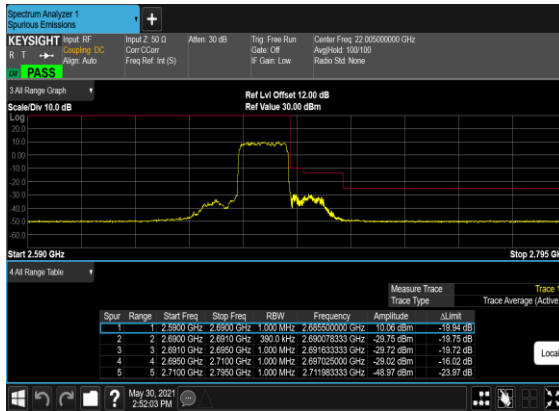 Spectrum Analyzer 1
Spurious Emissions
KEYSIGHT
R T
PASS
Input: RF
Coupling: DC
Align: Auto
Input Z: 50 Ω
Corr CCorr
Freq Ref: Int (S)
Atten: 30 dB
Trig: Free Run
Gate: Off
IF Gain: Low
Center Freq: 22.005000000 GHz
Avg|Hold: 100/100
Radio Std: None
3 All Range Graph
Scale/Div 10.0 dB
Ref Lvl Offset 12.00 dB
Ref Value 30.00 dBm
Log
20.0
10.0
0.00
-10.0
-20.0
-30.0
-40.0
-50.0
-60.0
Start 2.590 GHz
Stop 2.795 GH
4 All Range Table
Measure Trace Trace 1
Trace Type Trace Average (Active
Spur Range Start Freq Stop Freq RBW Frequency Amplitude ΔLimit
1 1 2.5900 GHz 2.6900 GHz 1.000 MHz 2.685500000 GHz 10.06 dBm -19.94 dB
2 2 2.6900 GHz 2.6910 GHz 390.0 kHz 2.690078333 GHz -29.75 dBm -19.75 dB
3 3 2.6910 GHz 2.6950 GHz 1.000 MHz 2.691633333 GHz -29.72 dBm -19.72 dB
4 4 2.6950 GHz 2.7100 GHz 1.000 MHz 2.697025000 GHz -29.02 dBm -16.02 dB
5 5 2.7100 GHz 2.7950 GHz 1.000 MHz 2.711983333 GHz -48.97 dBm -23.97 dB
Local
May 30, 2021
2:52:03 PM